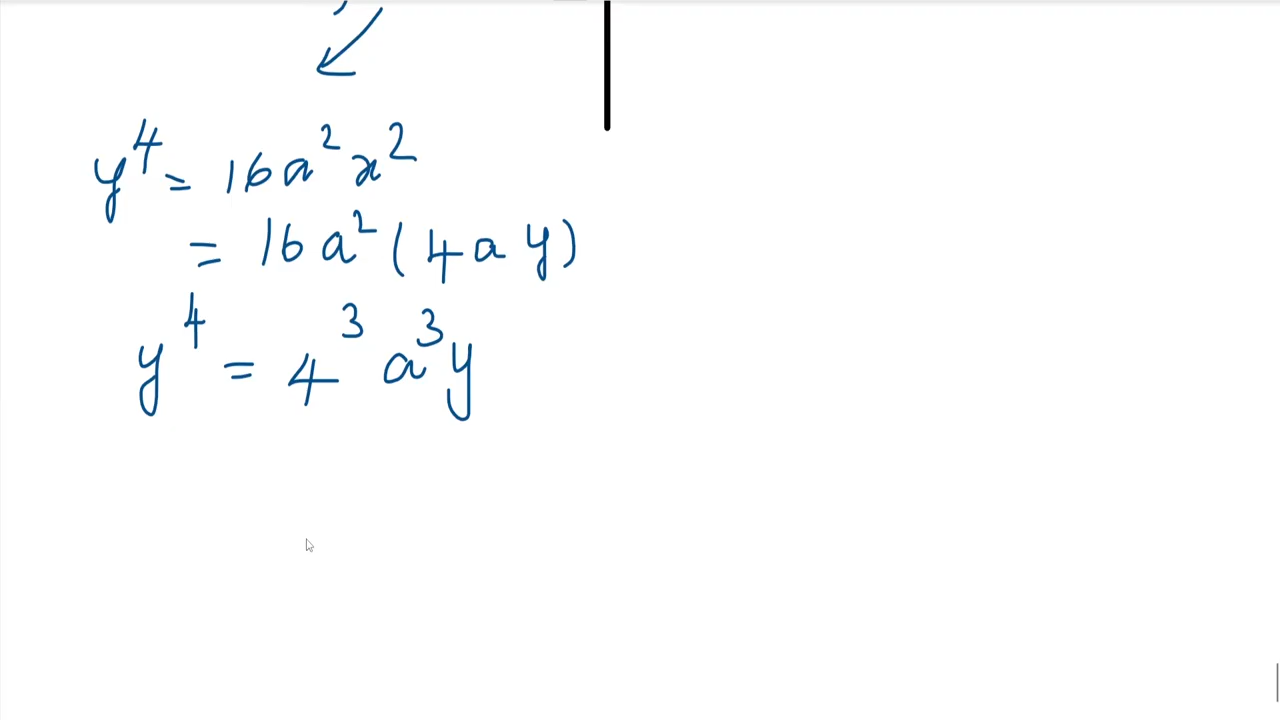 y⁴ = 16a²x²
= 16a²(4ay)
y⁴ = 4³a³y